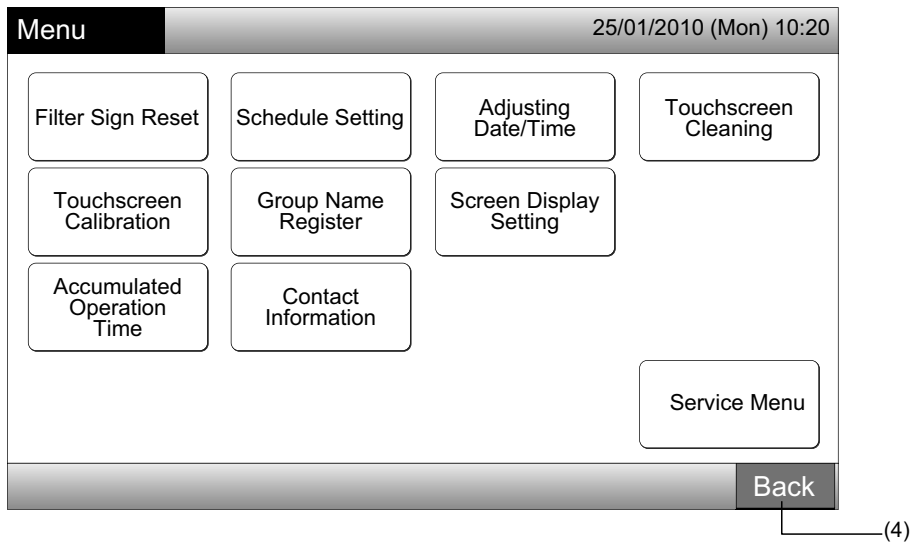 Menu
25/01/2010 (Mon) 10:20
Filter Sign Reset
Schedule Setting
Adjusting
Date/Time
Touchscreen
Cleaning
Touchscreen
Calibration
Group Name
Register
Screen Display
Setting
Accumulated
Operation
Time
Contact
Information
Service Menu
Back
(4)